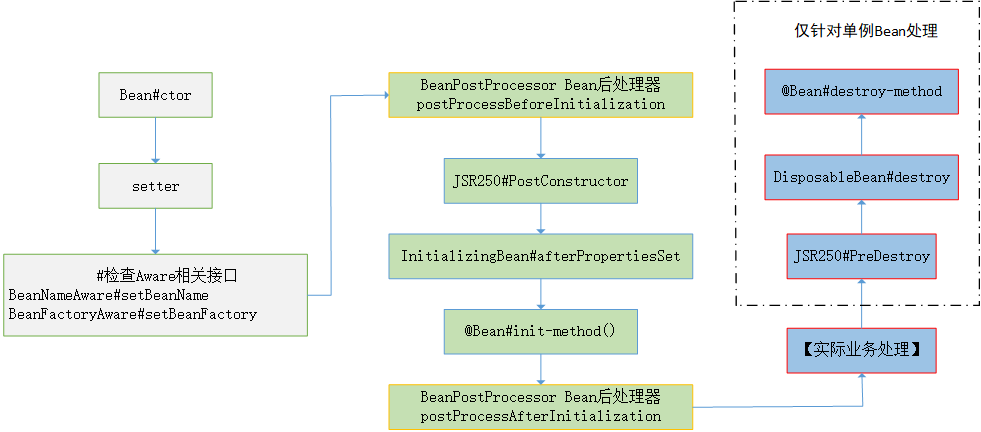 Bean#ctor
setter
#检查Aware相关接口
BeanNameAware#setBeanName
BeanFactoryAware#setBeanFactory
BeanPostProcessor Bean后处理器
postProcessBeforeInitialization
JSR250#PostConstructor
InitializingBean#afterPropertiesSet
@Bean#init-method()
BeanPostProcessor Bean后处理器
postProcessAfterInitialization
仅针对单例Bean处理
@Bean#destroy-method
DisposableBean#destroy
JSR250#PreDestroy
【实际业务处理】